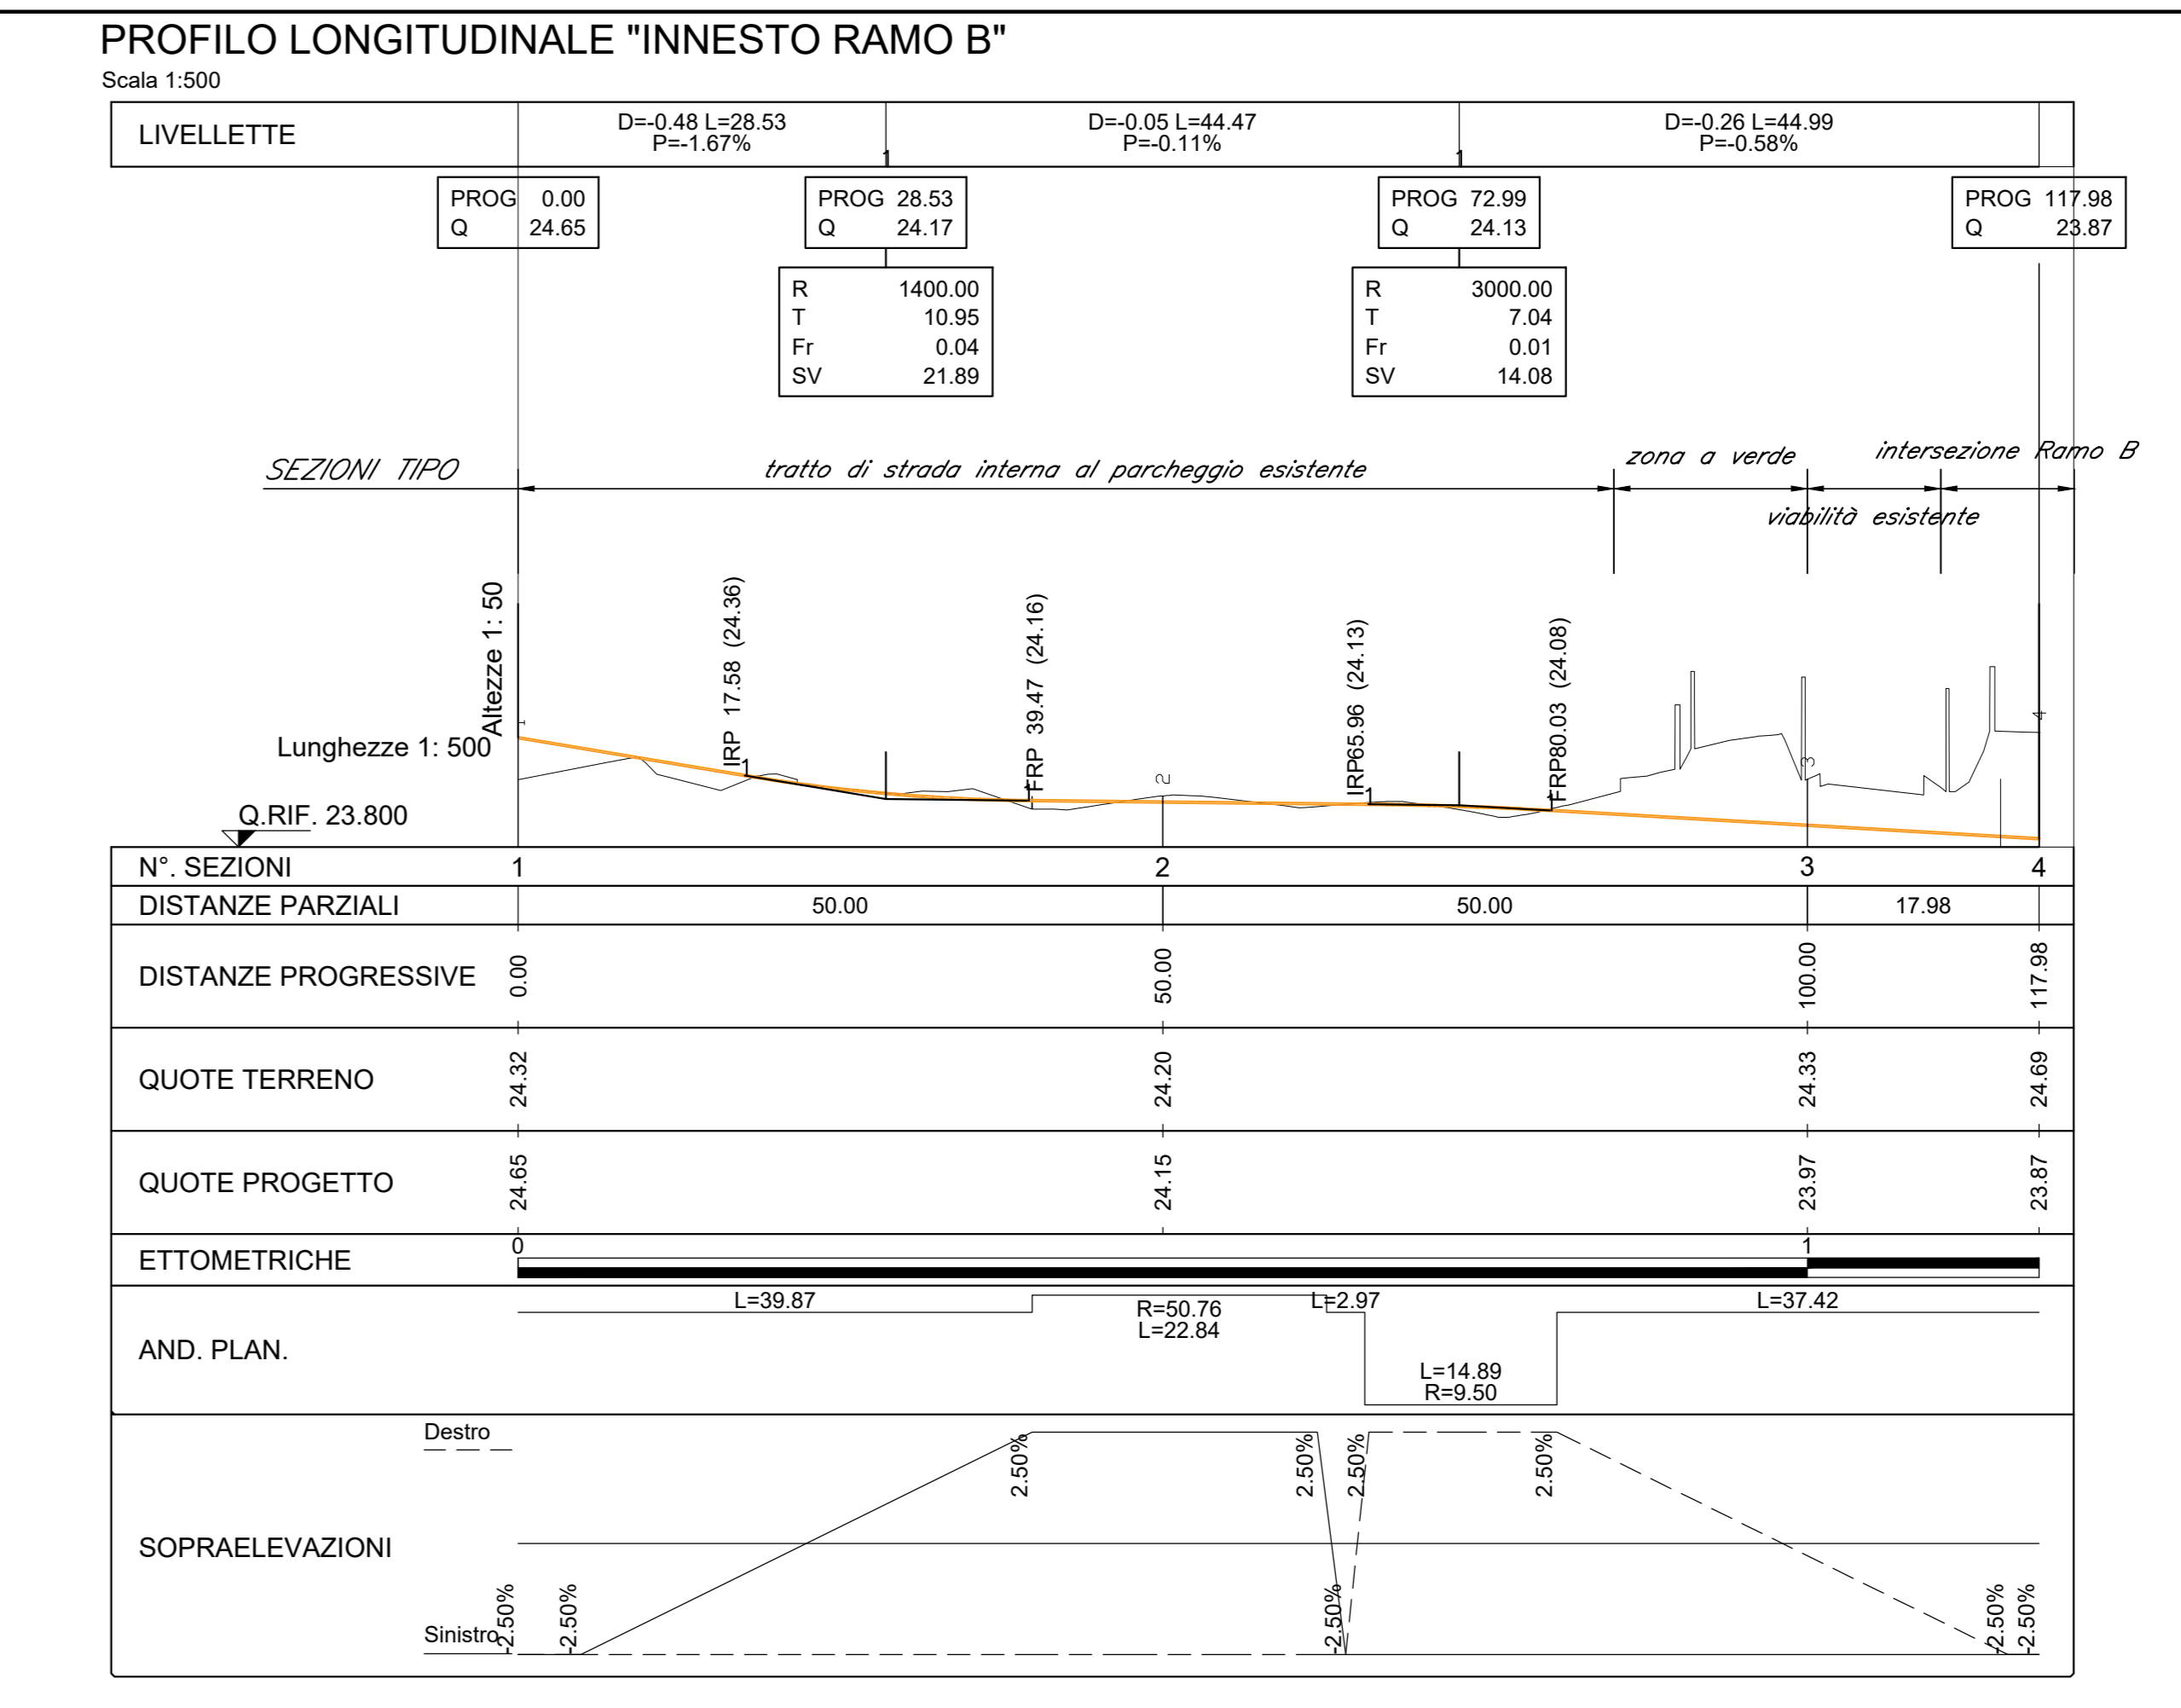 PROFILO LONGITUDINALE "INNESTO RAMO B"
Scala 1:500
LIVELLETTE
D=-0.48 L=28.53
P=-1.67%
D=-0.05 L=44.47
P=-0.11%
D=-0.26 L=44.99
P=-0.58%
1
1
PROG 0.00
Q 24.65
PROG 28.53
Q 24.17
PROG 72.99
Q 24.13
PROG 117.98
Q 23.87
R 1400.00
T 10.95
Fr 0.04
SV 21.89
R 3000.00
T 7.04
Fr 0.01
SV 14.08
SEZIONI TIPO
tratto di strada interna al parcheggio esistente
zona a verde
intersezione Ramo B
viabilità esistente
Altezze 1: 50
Lunghezze 1: 500
Q.RIF. 23.800
IRP 17.58 (24.36)
FRP 39.47 (24.16)
IRP65.96 (24.13)
FRP80.03 (24.08)
1
1
1
1
1
2
3
4
N°. SEZIONI 1 2 3 4
DISTANZE PARZIALI 50.00 50.00 17.98
DISTANZE PROGRESSIVE 0.00 50.00 100.00 117.98
QUOTE TERRENO 24.32 24.20 24.33 24.69
QUOTE PROGETTO 24.65 24.15 23.97 23.87
ETTOMETRICHE 0 1
AND. PLAN.
L=39.87
R=50.76
L=22.84
L=2.97
L=14.89
R=9.50
L=37.42
SOPRAELEVAZIONI
Destro
Sinistro
2.50% 2.50% 2.50% 2.50%
-2.50% -2.50% -2.50% -2.50% -2.50%